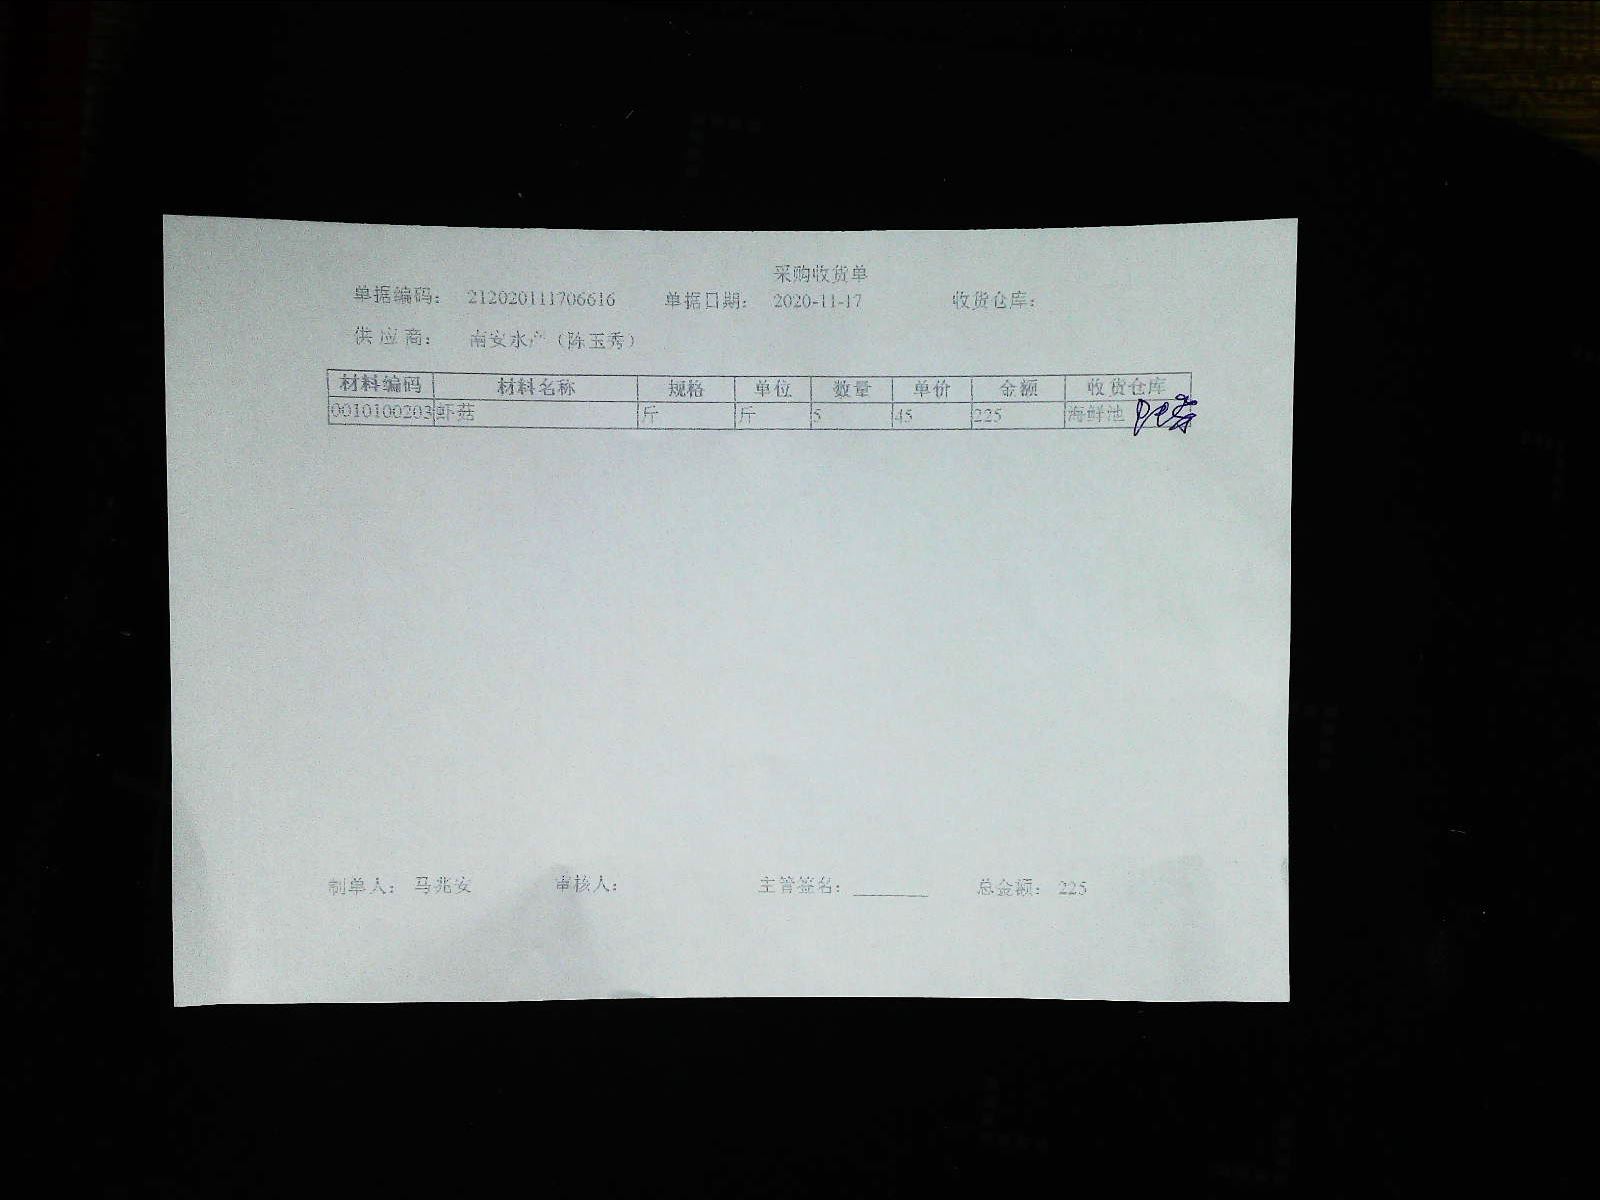 采购收货单
单据编码： 212020111706616 单据日期： 2020-11-17 收货仓库：
供 应 商： 南安水产（陈玉秀）
材料编码 材料名称 规格 单位 数量 单价 金额 收货仓库
0010100203 虾菇 斤 斤 5 45 225 海鲜池
制单人： 马兆安 审核人： 主管签名：________ 总金额： 225